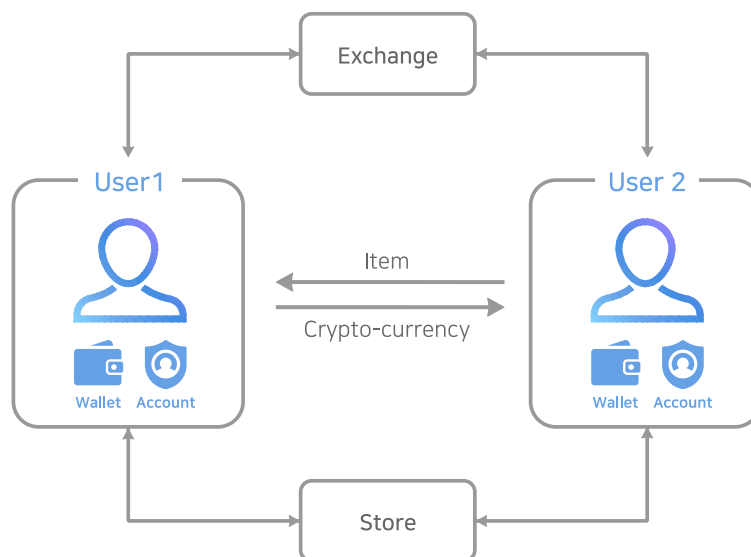 Exchange
User1
User 2
Item
Crypto-currency
Wallet Account
Wallet Account
Store